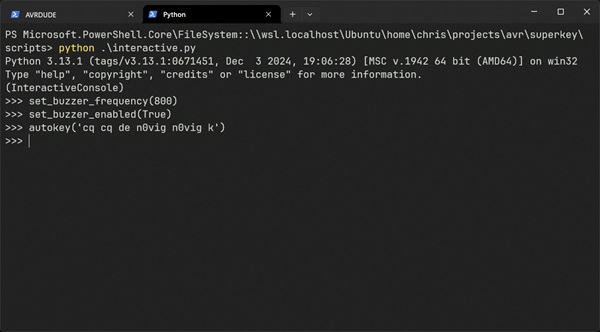 AVRDUDE
Python
PS Microsoft.PowerShell.Core\FileSystem::\\wsl.localhost\Ubuntu\home\chris\projects\avr\superkey\
scripts> python .\interactive.py
Python 3.13.1 (tags/v3.13.1:0671451, Dec  3 2024, 19:06:28) [MSC v.1942 64 bit (AMD64)] on win32
Type "help", "copyright", "credits" or "license" for more information.
(InteractiveConsole)
>>> set_buzzer_frequency(800)
>>> set_buzzer_enabled(True)
>>> autokey('cq cq de n0vig n0vig k')
>>>